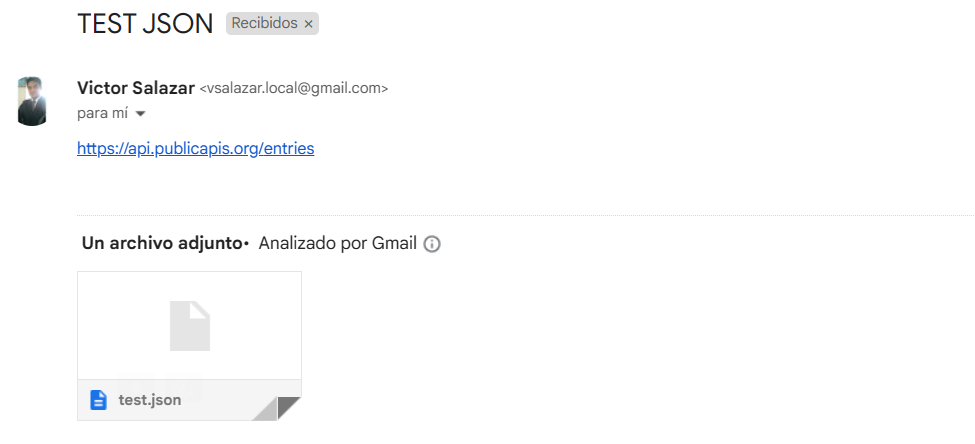 TEST JSON Recibidos ×
Victor Salazar <vsalazar.local@gmail.com>
para mí
https://api.publicapis.org/entries
Un archivo adjunto• Analizado por Gmail
test.json